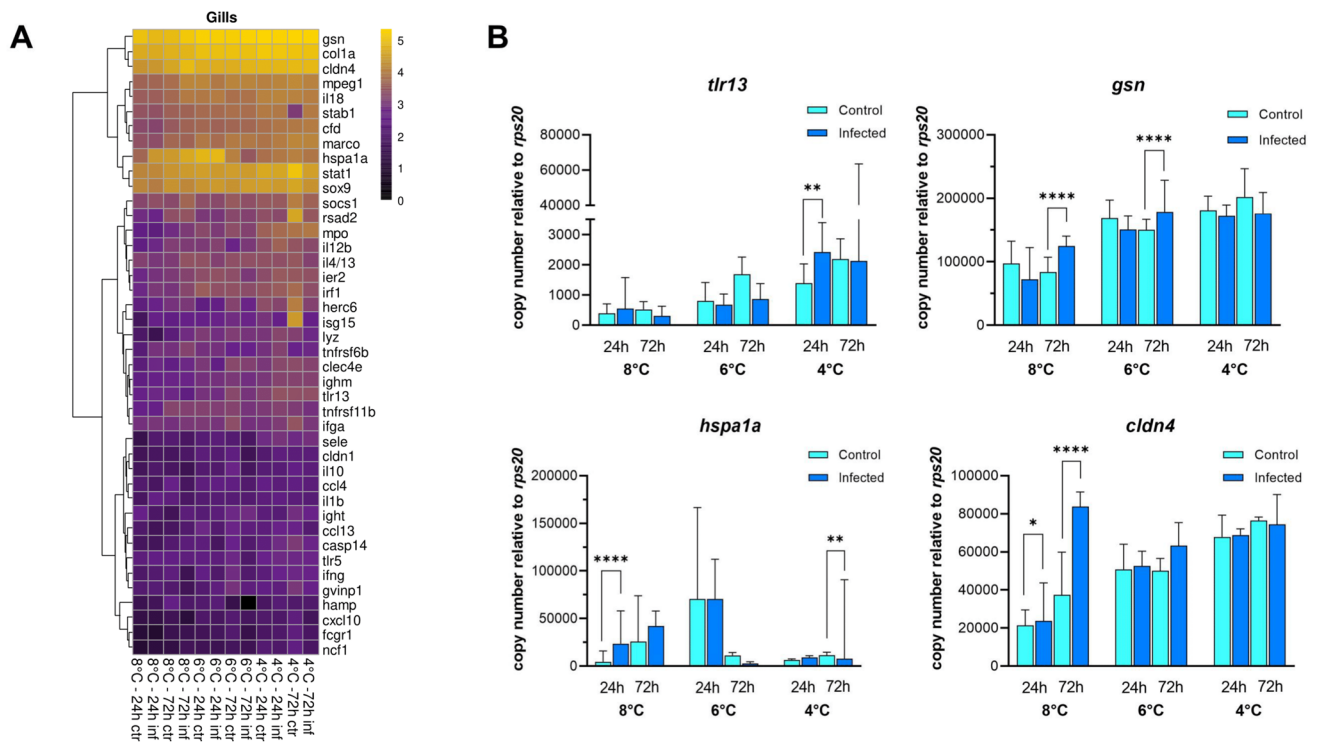 A
Gills
gsn
col1a
cldn4
mpeg1
il18
stab1
cfd
marco
hspa1a
stat1
sox9
socs1
rsad2
mpo
il12b
il4/13
ier2
irf1
herc6
isg15
lyz
tnfrsf6b
clec4e
ighm
tlr13
tnfrsf11b
ifga
sele
cldn1
il10
ccl4
il1b
ight
ccl13
casp14
tlr5
ifng
gvinp1
hamp
cxcl10
fcgr1
ncf1
5
4
3
2
1
0
8°C - 24h ctr
8°C - 24h inf
8°C - 72h ctr
8°C - 72h inf
6°C - 24h ctr
6°C - 24h inf
6°C - 72h ctr
6°C - 72h inf
4°C - 24h ctr
4°C - 24h inf
4°C -72h ctr
4°C -72h inf
B
tlr13
Control
Infected
copy number relative to rps20
80000
60000
40000
3000
2000
1000
0
**
24h 72h 24h 72h 24h 72h
8°C 6°C 4°C
gsn
Control
Infected
copy number relative to rps20
300000
200000
100000
0
****
****
24h 72h 24h 72h 24h 72h
8°C 6°C 4°C
hspa1a
Control
Infected
copy number relative to rps20
200000
150000
100000
50000
0
****
**
24h 72h 24h 72h 24h 72h
8°C 6°C 4°C
cldn4
Control
Infected
copy number relative to rps20
100000
80000
60000
40000
20000
0
*
****
24h 72h 24h 72h 24h 72h
8°C 6°C 4°C